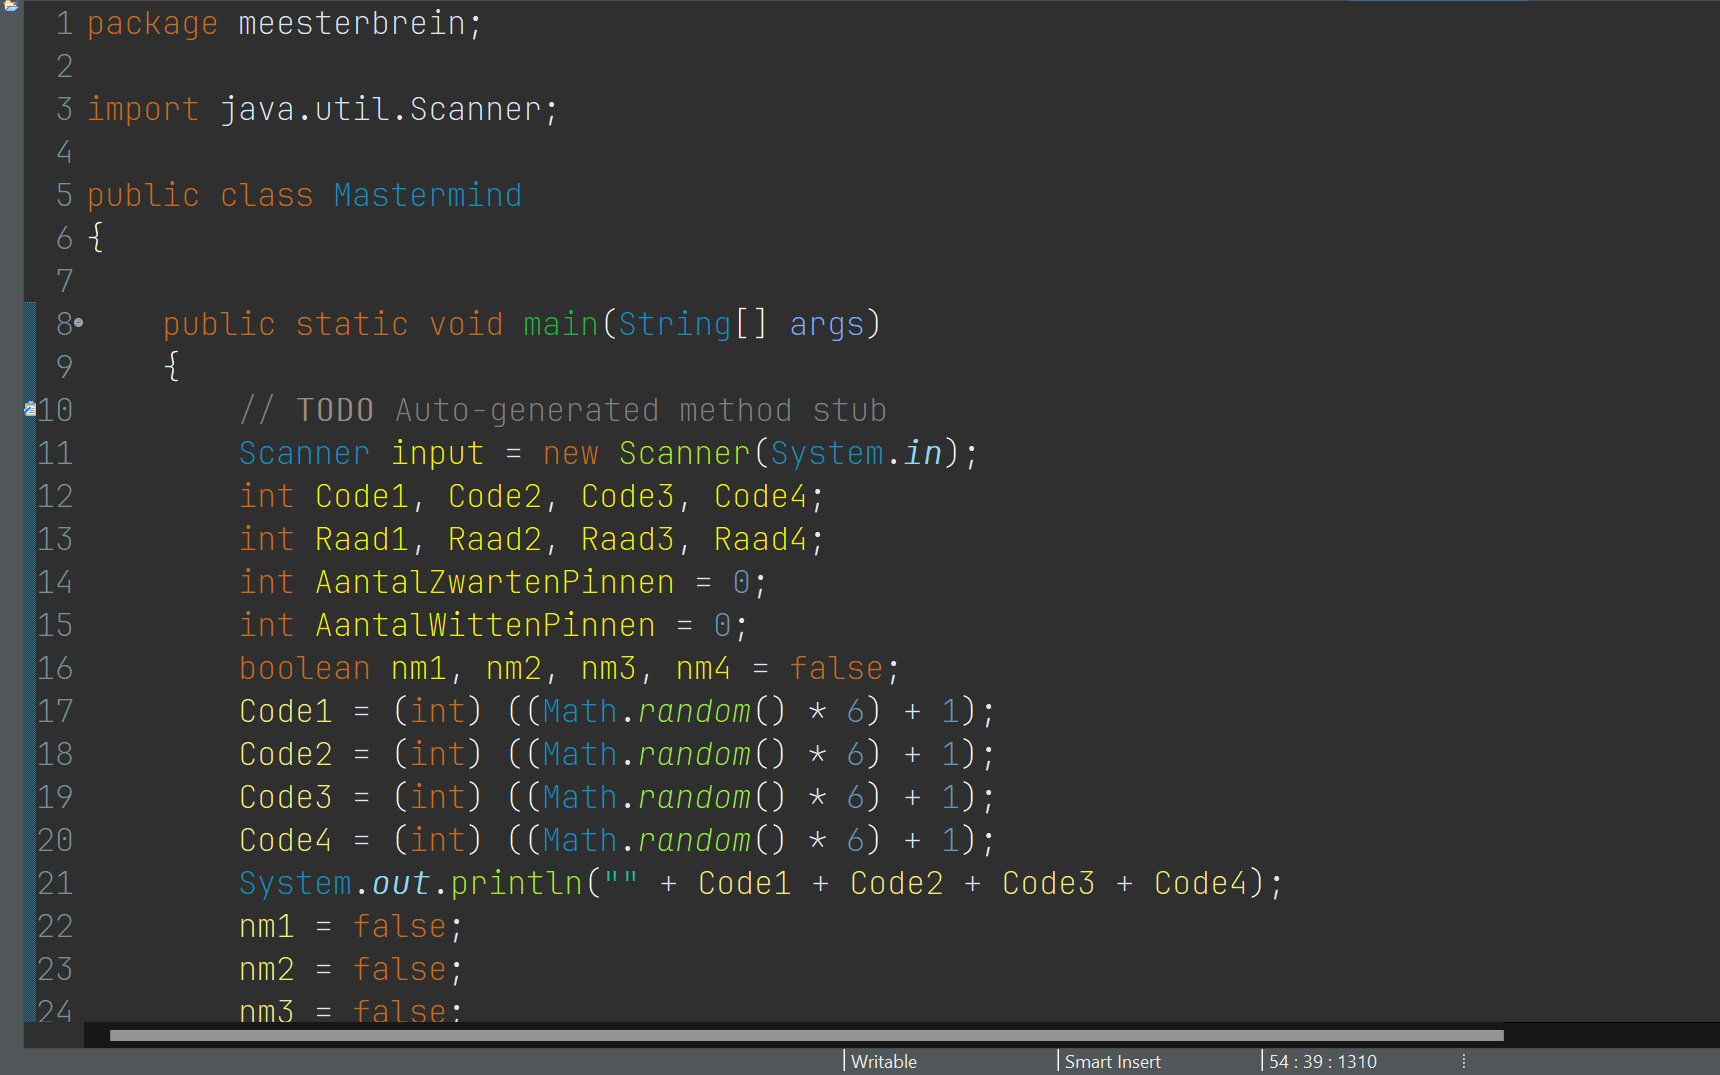 1 package meesterbrein;
2
3 import java.util.Scanner;
4
5 public class Mastermind
6 {
7
8 public static void main(String[] args)
9 {
10 // TODO Auto-generated method stub
11 Scanner input = new Scanner(System.in);
12 int Code1, Code2, Code3, Code4;
13 int Raad1, Raad2, Raad3, Raad4;
14 int AantalZwartenPinnen = 0;
15 int AantalWittenPinnen = 0;
16 boolean nm1, nm2, nm3, nm4 = false;
17 Code1 = (int) ((Math.random() * 6) + 1);
18 Code2 = (int) ((Math.random() * 6) + 1);
19 Code3 = (int) ((Math.random() * 6) + 1);
20 Code4 = (int) ((Math.random() * 6) + 1);
21 System.out.println("" + Code1 + Code2 + Code3 + Code4);
22 nm1 = false;
23 nm2 = false;
24 nm3 = false;
Writable Smart Insert 54 : 39 : 1310